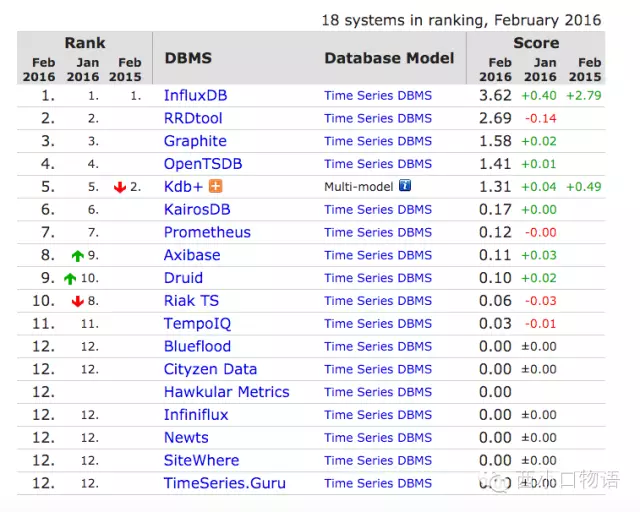 18 systems in ranking, February 2016
Rank Score
Feb 2016 Jan 2016 Feb 2015 DBMS Database Model Feb 2016 Jan 2016 Feb 2015
1. 1. 1. InfluxDB Time Series DBMS 3.62 +0.40 +2.79
2. 2. RRDtool Time Series DBMS 2.69 -0.14
3. 3. Graphite Time Series DBMS 1.58 +0.02
4. 4. OpenTSDB Time Series DBMS 1.41 +0.01
5. 5. 2. Kdb+ Multi-model 1.31 +0.04 +0.49
6. 6. KairosDB Time Series DBMS 0.17 +0.00
7. 7. Prometheus Time Series DBMS 0.12 -0.00
8. 9. Axibase Time Series DBMS 0.11 +0.03
9. 10. Druid Time Series DBMS 0.10 +0.02
10. 8. Riak TS Time Series DBMS 0.06 -0.03
11. 11. TempoIQ Time Series DBMS 0.03 -0.01
12. 12. Blueflood Time Series DBMS 0.00 ±0.00
12. 12. Cityzen Data Time Series DBMS 0.00 ±0.00
12. Hawkular Metrics Time Series DBMS 0.00
12. 12. Infiniflux Time Series DBMS 0.00 ±0.00
12. 12. Newts Time Series DBMS 0.00 ±0.00
12. 12. SiteWhere Time Series DBMS 0.00 ±0.00
12. 12. TimeSeries.Guru Time Series DBMS ±0.00
西小口物语